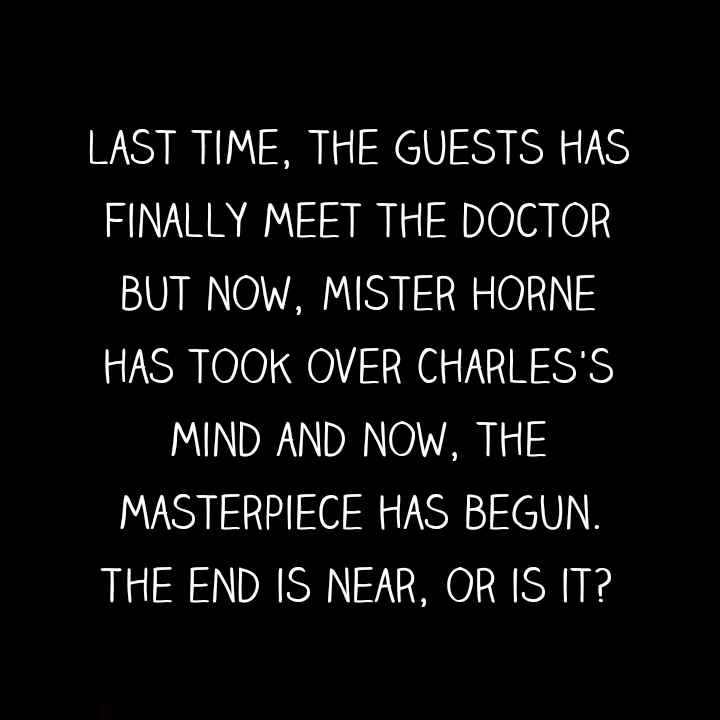 LAST TIME, THE GUESTS HAS
FINALLY MEET THE DOCTOR
BUT NOW, MISTER HORNE
HAS TOOK OVER CHARLES'S
MIND AND NOW, THE
MASTERPIECE HAS BEGUN.
THE END IS NEAR, OR IS IT?